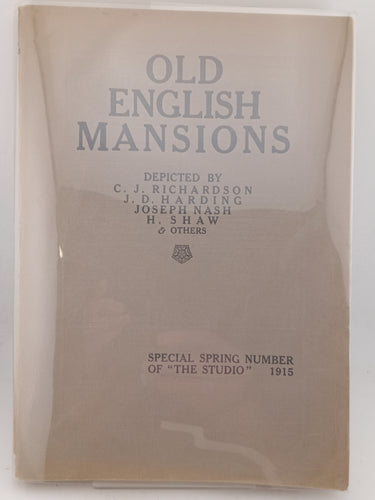 OLD
ENGLISH
MANSIONS
DEPICTED BY
C. J. RICHARDSON
J. D. HARDING
JOSEPH NASH
H. SHAW
& OTHERS
SPECIAL SPRING NUMBER
OF "THE STUDIO" 1915